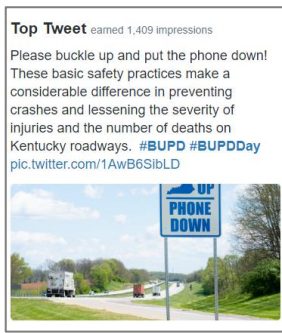 Top Tweet earned 1,409 impressions
Please buckle up and put the phone down!
These basic safety practices make a
considerable difference in preventing
crashes and lessening the severity of
injuries and the number of deaths on
Kentucky roadways. #BUPD #BUPDDay
pic.twitter.com/1AwB6SibLD
UP
PHONE
DOWN